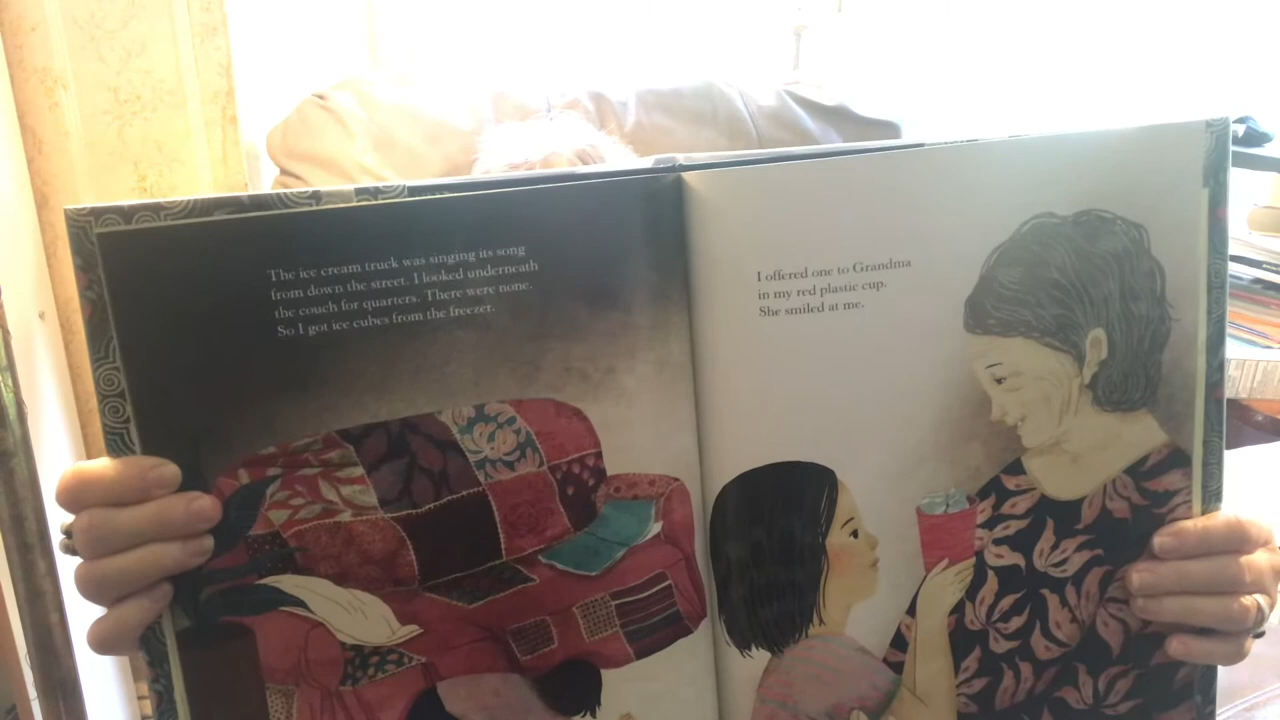 The ice cream truck was singing its song
from down the street. I looked underneath
the couch for quarters. There were none.
So I got ice cubes from the freezer.
I offered one to Grandma
in my red plastic cup.
She smiled at me.